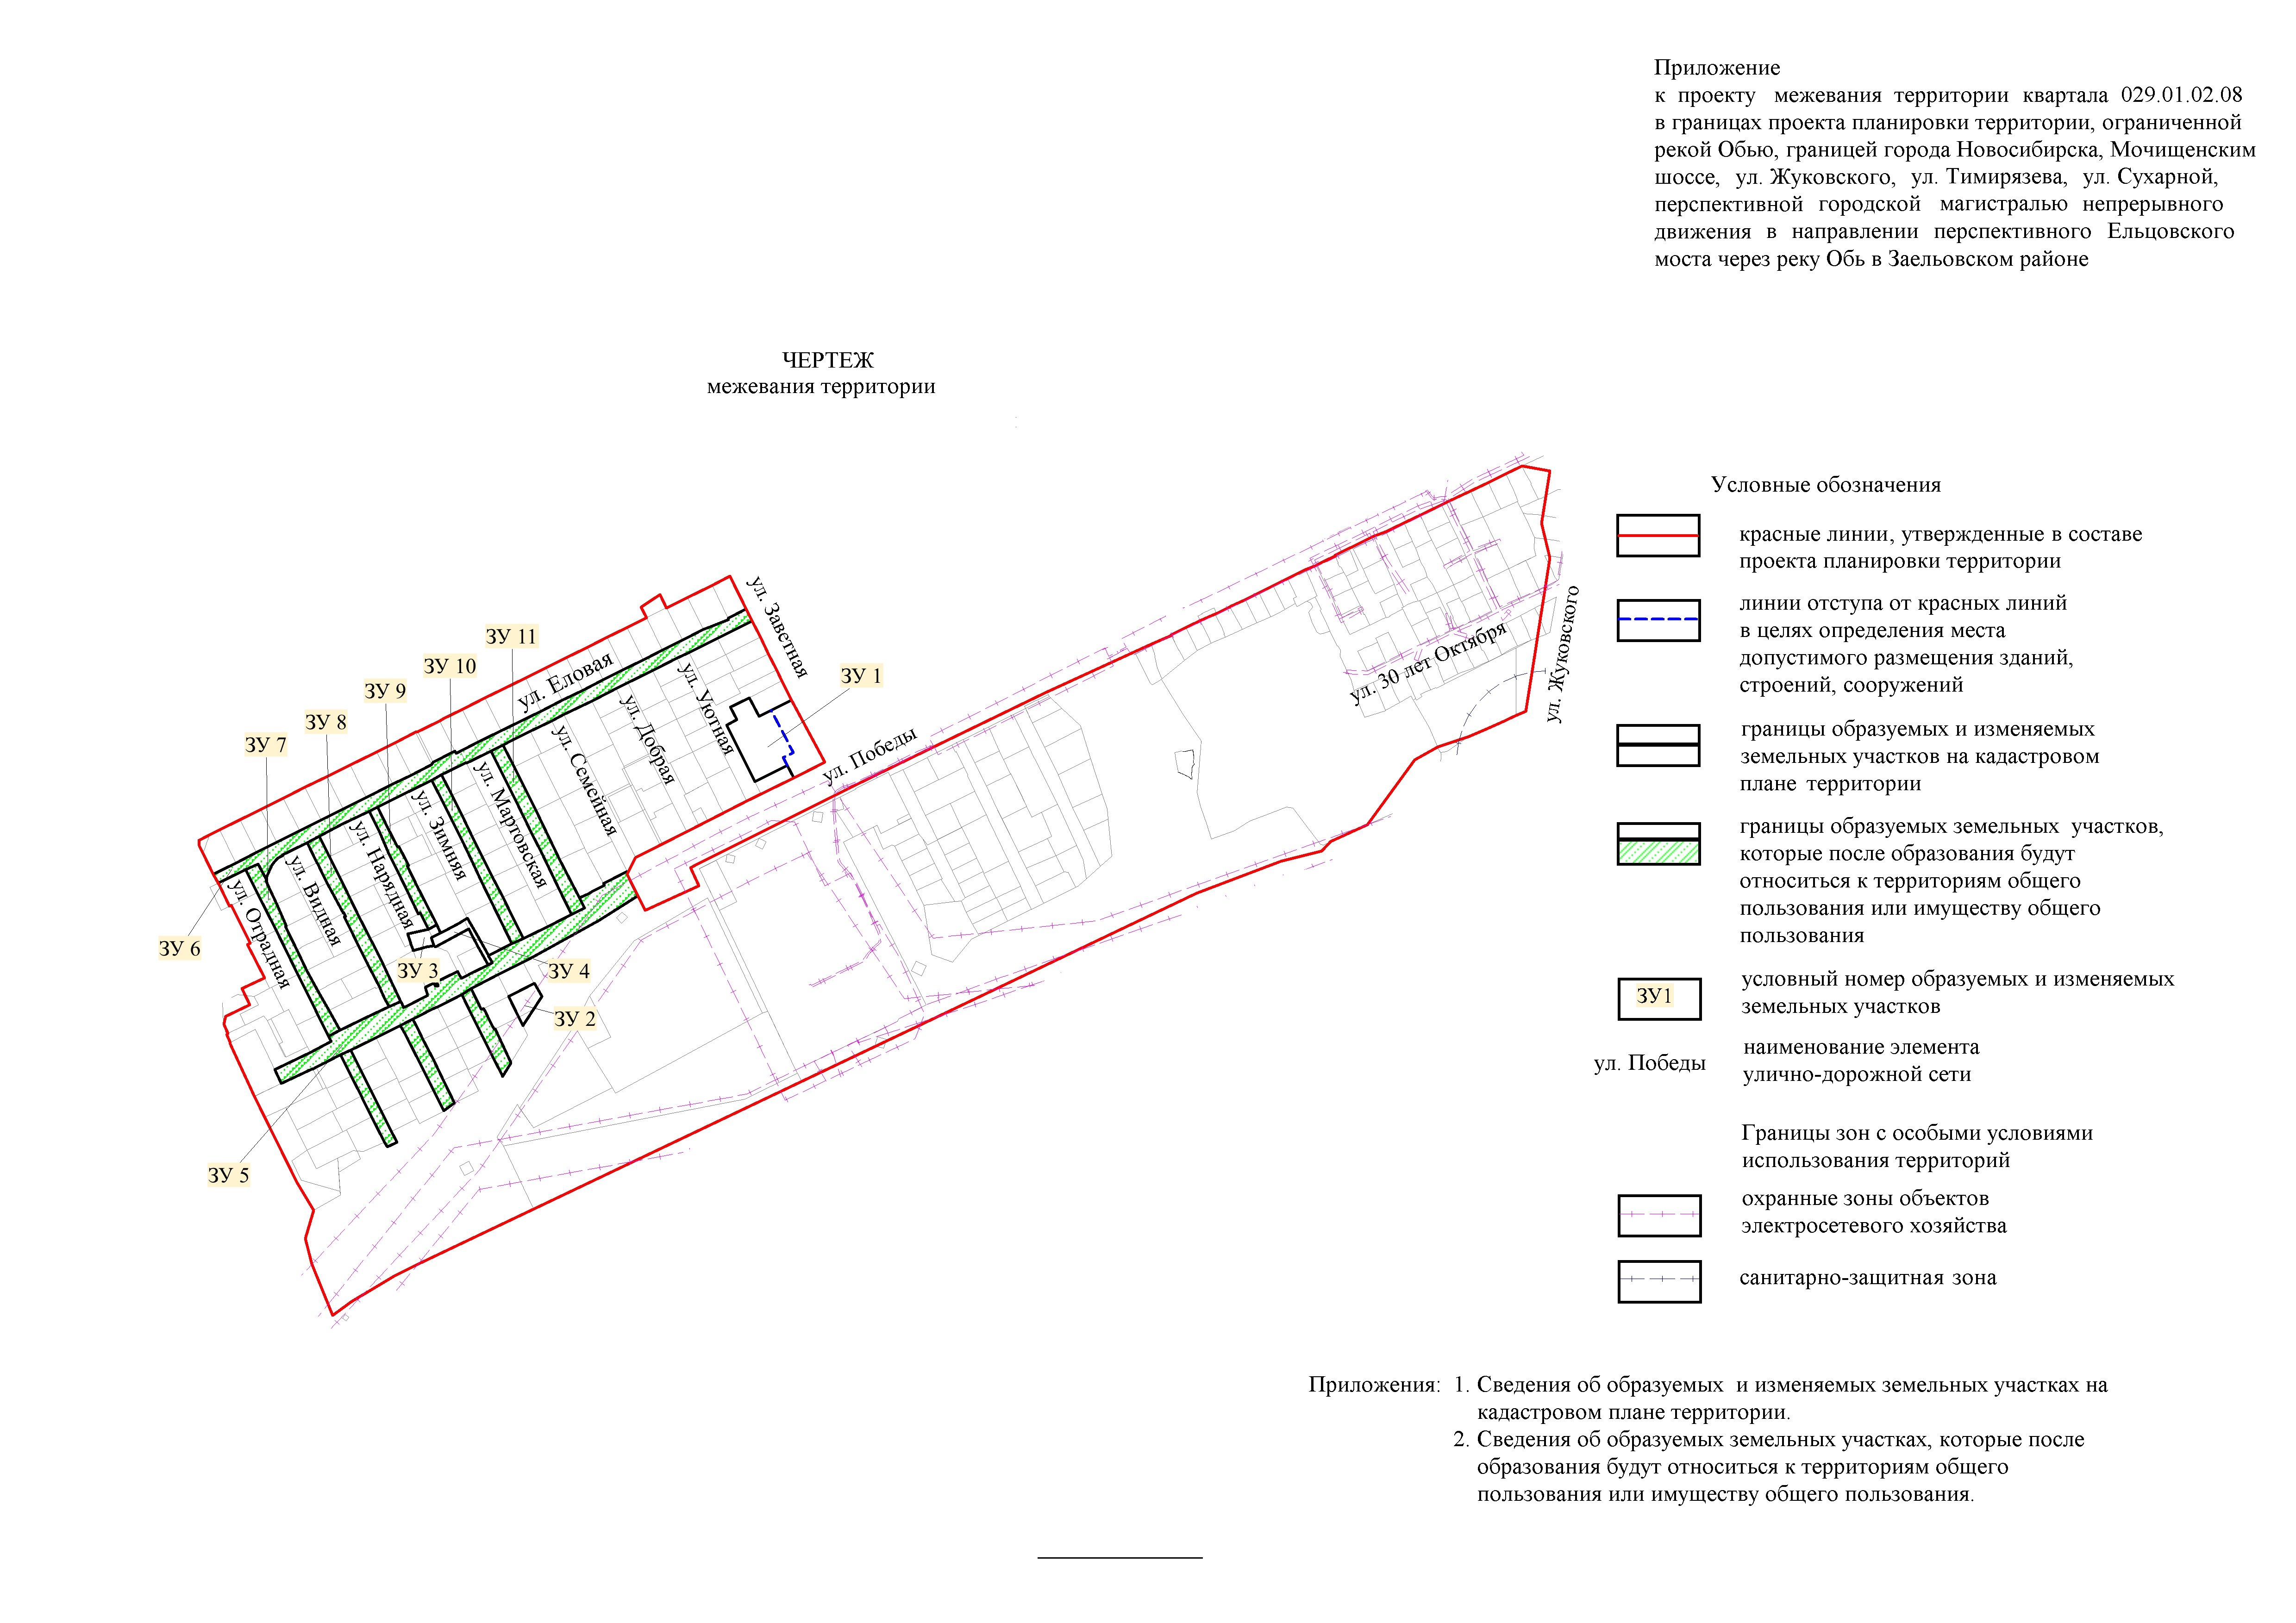 Приложение
к проекту межевания территории квартала 029.01.02.08
в границах проекта планировки территории, ограниченной
рекой Обью, границей города Новосибирска, Мочищенским
шоссе, ул. Жуковского, ул. Тимирязева, ул. Сухарной,
перспективной городской магистралью непрерывного
движения в направлении перспективного Ельцовского
моста через реку Обь в Заельовском районе
ЧЕРТЕЖ
межевания территории
ул. Заветная
ЗУ 11
ЗУ 10
ЗУ 9
ЗУ 8
ЗУ 7
ул. Еловая
ЗУ 1
ул. Уютная
ул. Добрая
ул. Семейная
ул. Мартовская
ул. Зимняя
ул. Нарядная
ул. Видная
ул. Отрадная
ул. Победы
ул. 30 лет Октября
ул. Жуковского
ЗУ 6
ЗУ 3
ЗУ 4
ЗУ 2
ЗУ 5
Условные обозначения
красные линии, утвержденные в составе
проекта планировки территории
линии отступа от красных линий
в целях определения места
допустимого размещения зданий,
строений, сооружений
границы образуемых и изменяемых
земельных участков на кадастровом
плане территории
границы образуемых земельных участков,
которые после образования будут
относиться к территориям общего
пользования или имуществу общего
пользования
ЗУ1
условный номер образуемых и изменяемых
земельных участков
ул. Победы
наименование элемента
улично-дорожной сети
Границы зон с особыми условиями
использования территорий
охранные зоны объектов
электросетевого хозяйства
санитарно-защитная зона
Приложения: 1. Сведения об образуемых и изменяемых земельных участках на
кадастровом плане территории.
2. Сведения об образуемых земельных участках, которые после
образования будут относиться к территориям общего
пользования или имуществу общего пользования.